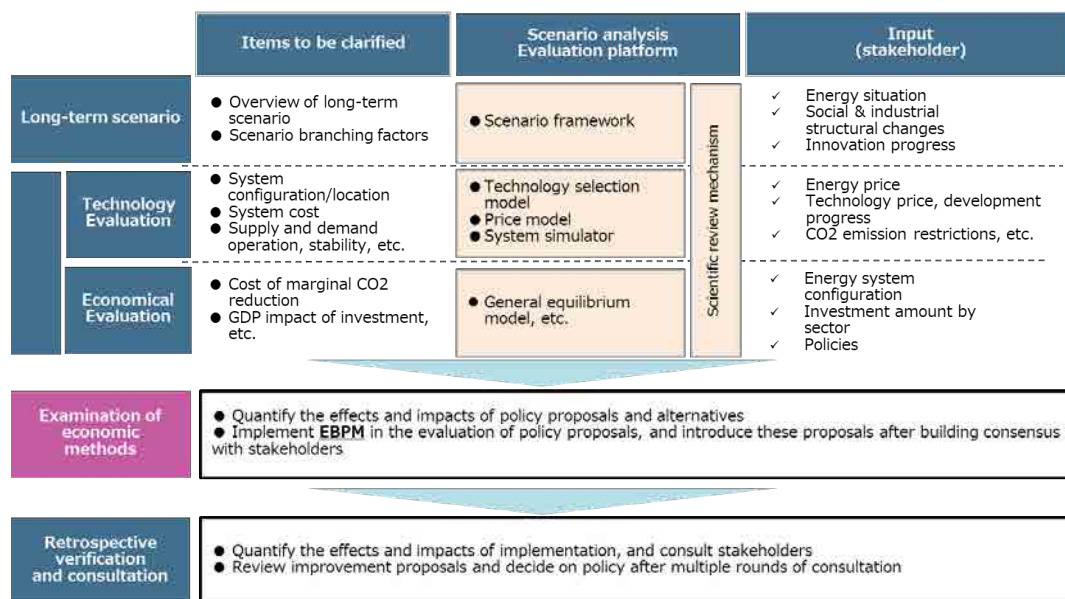 Items to be clarified
Scenario analysis
Evaluation platform
Input
(stakeholder)
Long-term scenario
● Overview of long-term
scenario
● Scenario branching factors
● Scenario framework
Scientific review mechanism
✓ Energy situation
✓ Social & industrial
structural changes
✓ Innovation progress
Technology
Evaluation
● System
configuration/location
● System cost
● Supply and demand
operation, stability, etc.
● Technology selection
model
● Price model
● System simulator
✓ Energy price
✓ Technology price, development
progress
✓ CO2 emission restrictions, etc.
Economical
Evaluation
● Cost of marginal CO2
reduction
● GDP impact of investment,
etc.
● General equilibrium
model, etc.
✓ Energy system
configuration
✓ Investment amount by
sector
✓ Policies
Examination of
economic
methods
● Quantify the effects and impacts of policy proposals and alternatives
● Implement EBPM in the evaluation of policy proposals, and introduce these proposals after building consensus
with stakeholders
Retrospective
verification
and consultation
● Quantify the effects and impacts of implementation, and consult stakeholders
● Review improvement proposals and decide on policy after multiple rounds of consultation